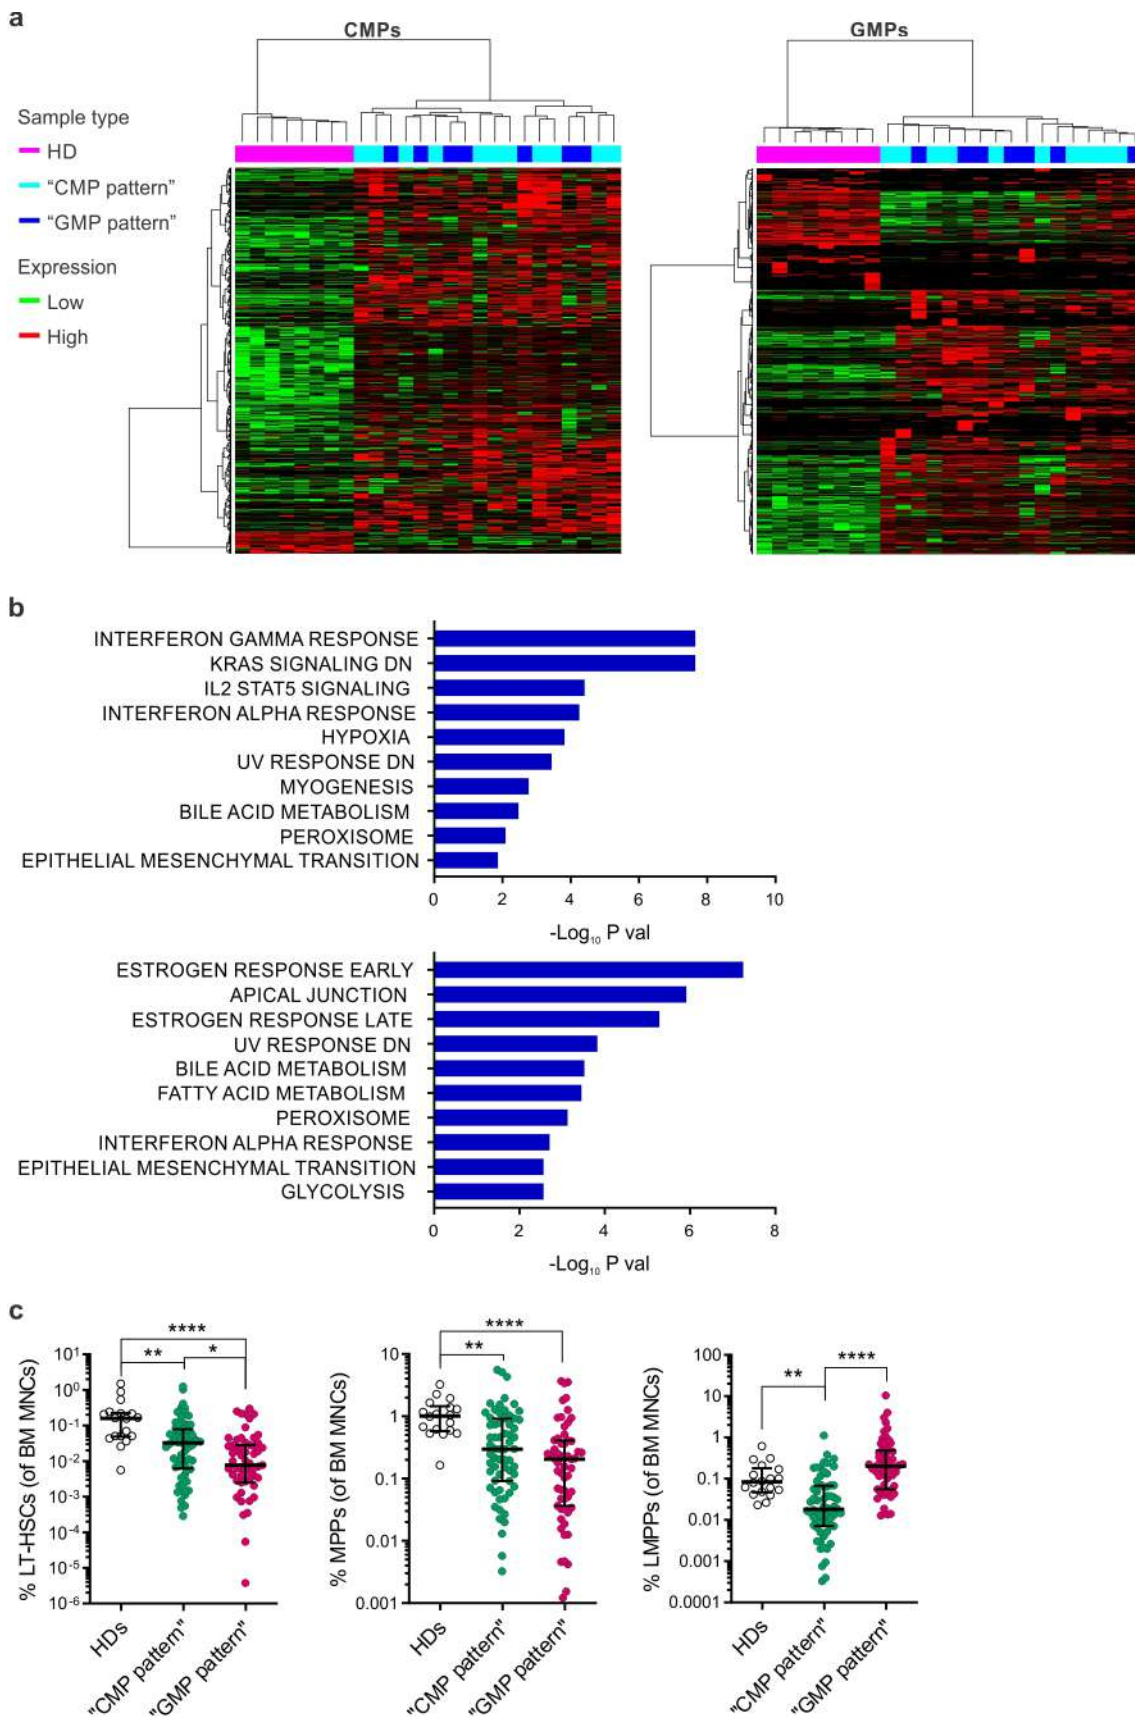 a
CMPs
GMPs
Sample type
HD
“CMP pattern”
“GMP pattern”
Expression
Low
High
b
INTERFERON GAMMA RESPONSE
KRAS SIGNALING DN
IL2 STAT5 SIGNALING
INTERFERON ALPHA RESPONSE
HYPOXIA
UV RESPONSE DN
MYOGENESIS
BILE ACID METABOLISM
PEROXISOME
EPITHELIAL MESENCHYMAL TRANSITION
0 2 4 6 8 10
-Log₁₀ P val
ESTROGEN RESPONSE EARLY
APICAL JUNCTION
ESTROGEN RESPONSE LATE
UV RESPONSE DN
BILE ACID METABOLISM
FATTY ACID METABOLISM
PEROXISOME
INTERFERON ALPHA RESPONSE
EPITHELIAL MESENCHYMAL TRANSITION
GLYCOLYSIS
0 2 4 6 8
-Log₁₀ P val
c
% LT-HSCs (of BM MNCs)
****
** *
10¹
10⁰
10⁻¹
10⁻²
10⁻³
10⁻⁴
10⁻⁵
10⁻⁶
HDs
"CMP pattern"
"GMP pattern"
% MPPs (of BM MNCs)
****
**
10
1
0.1
0.01
0.001
HDs
"CMP pattern"
"GMP pattern"
% LMPPs (of BM MNCs)
** ****
100
10
1
0.1
0.01
0.001
0.0001
HDs
"CMP pattern"
"GMP pattern"